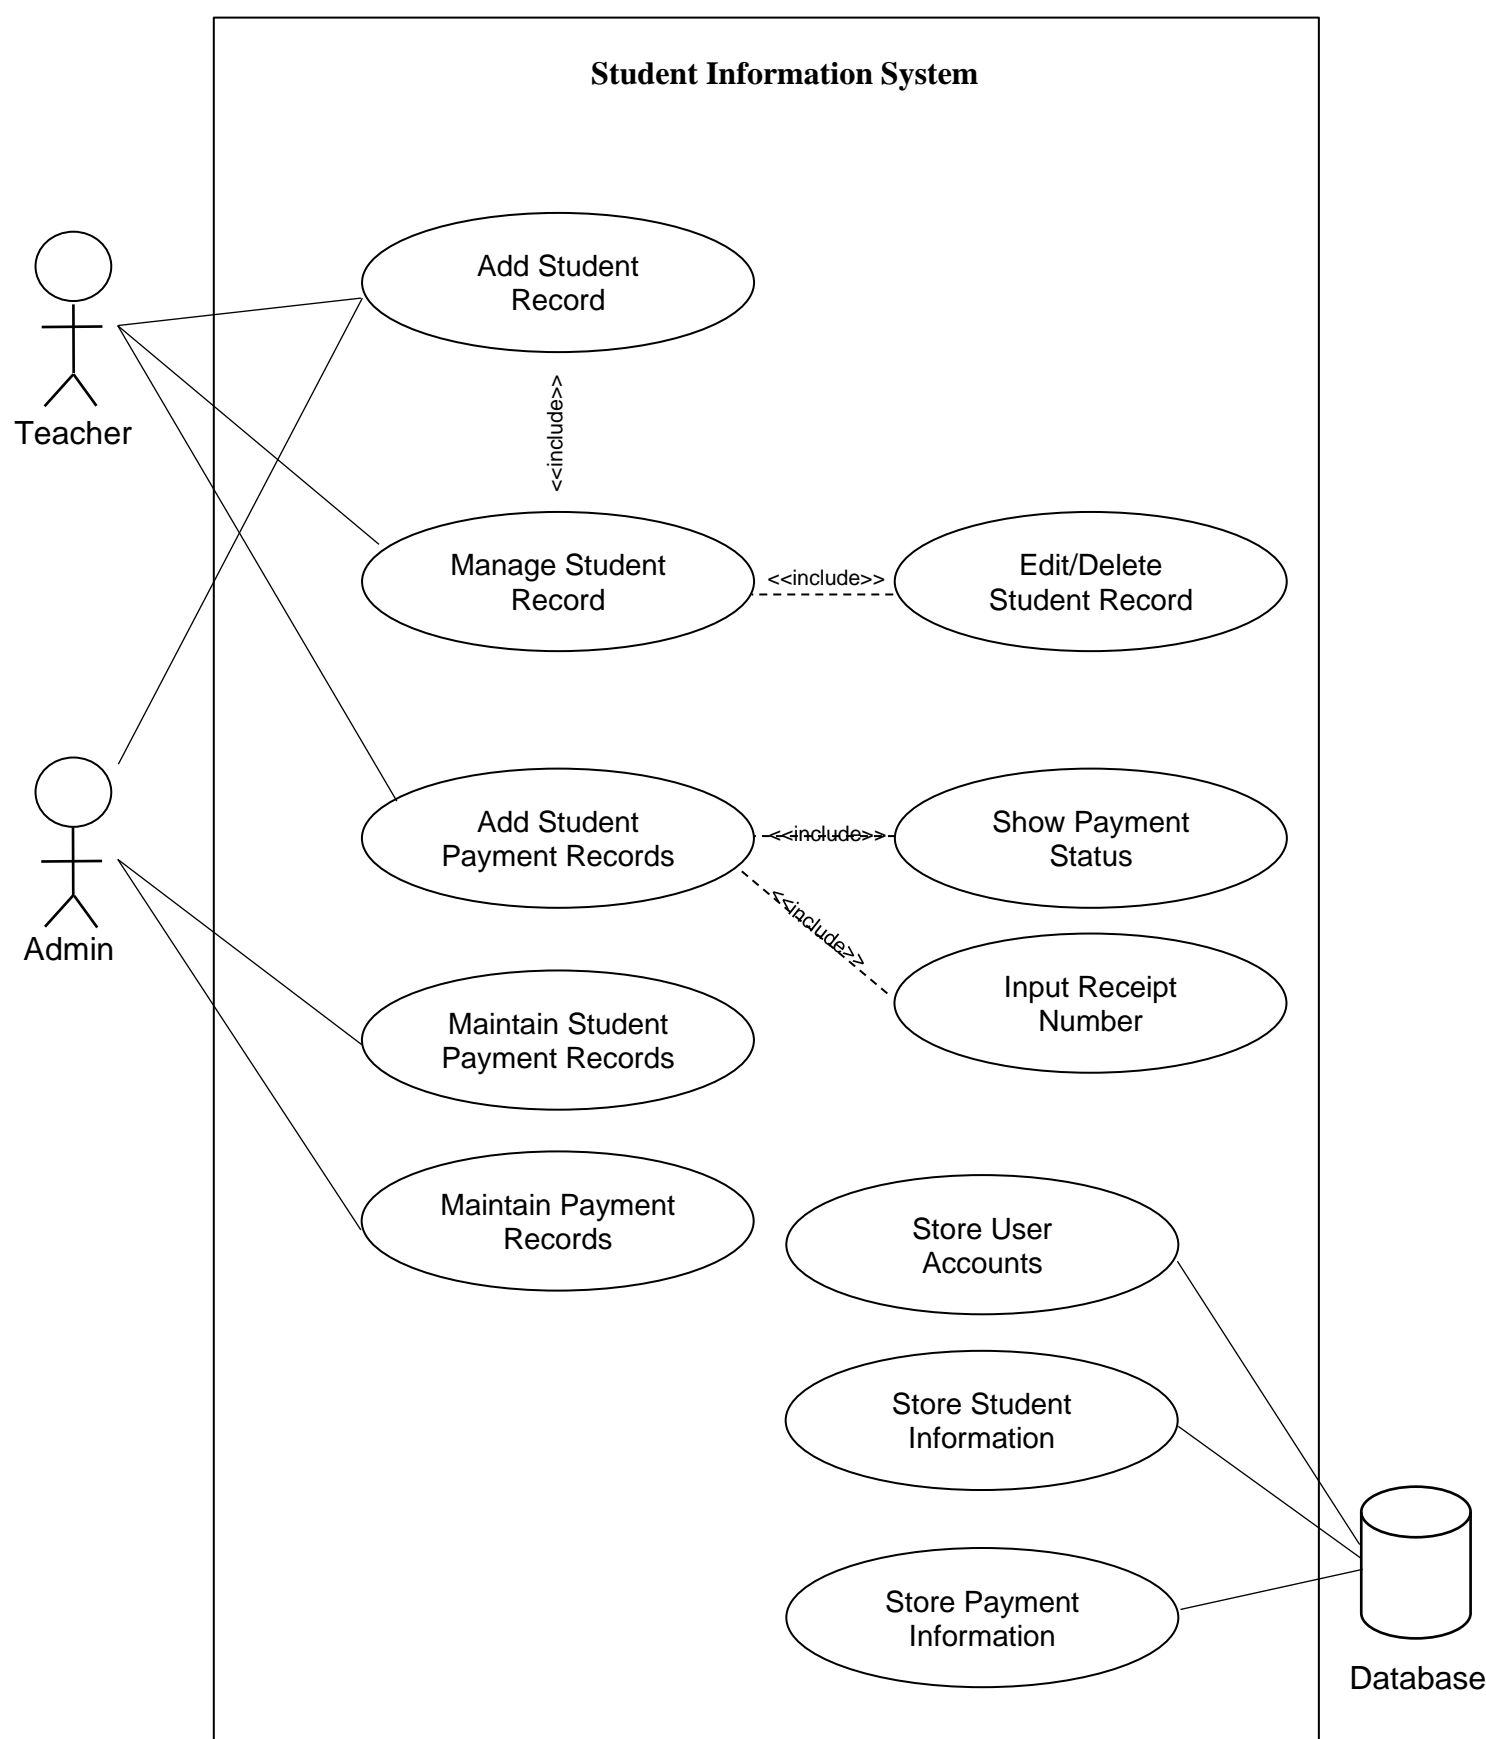 Student Information System
Add Student
Record
Teacher
<<include>>
Manage Student
Record
<<include>>
Edit/Delete
Student Record
Add Student
Payment Records
<<include>>
Show Payment
Status
<<include>>
Admin
Input Receipt
Number
Maintain Student
Payment Records
Maintain Payment
Records
Store User
Accounts
Store Student
Information
Store Payment
Information
Database